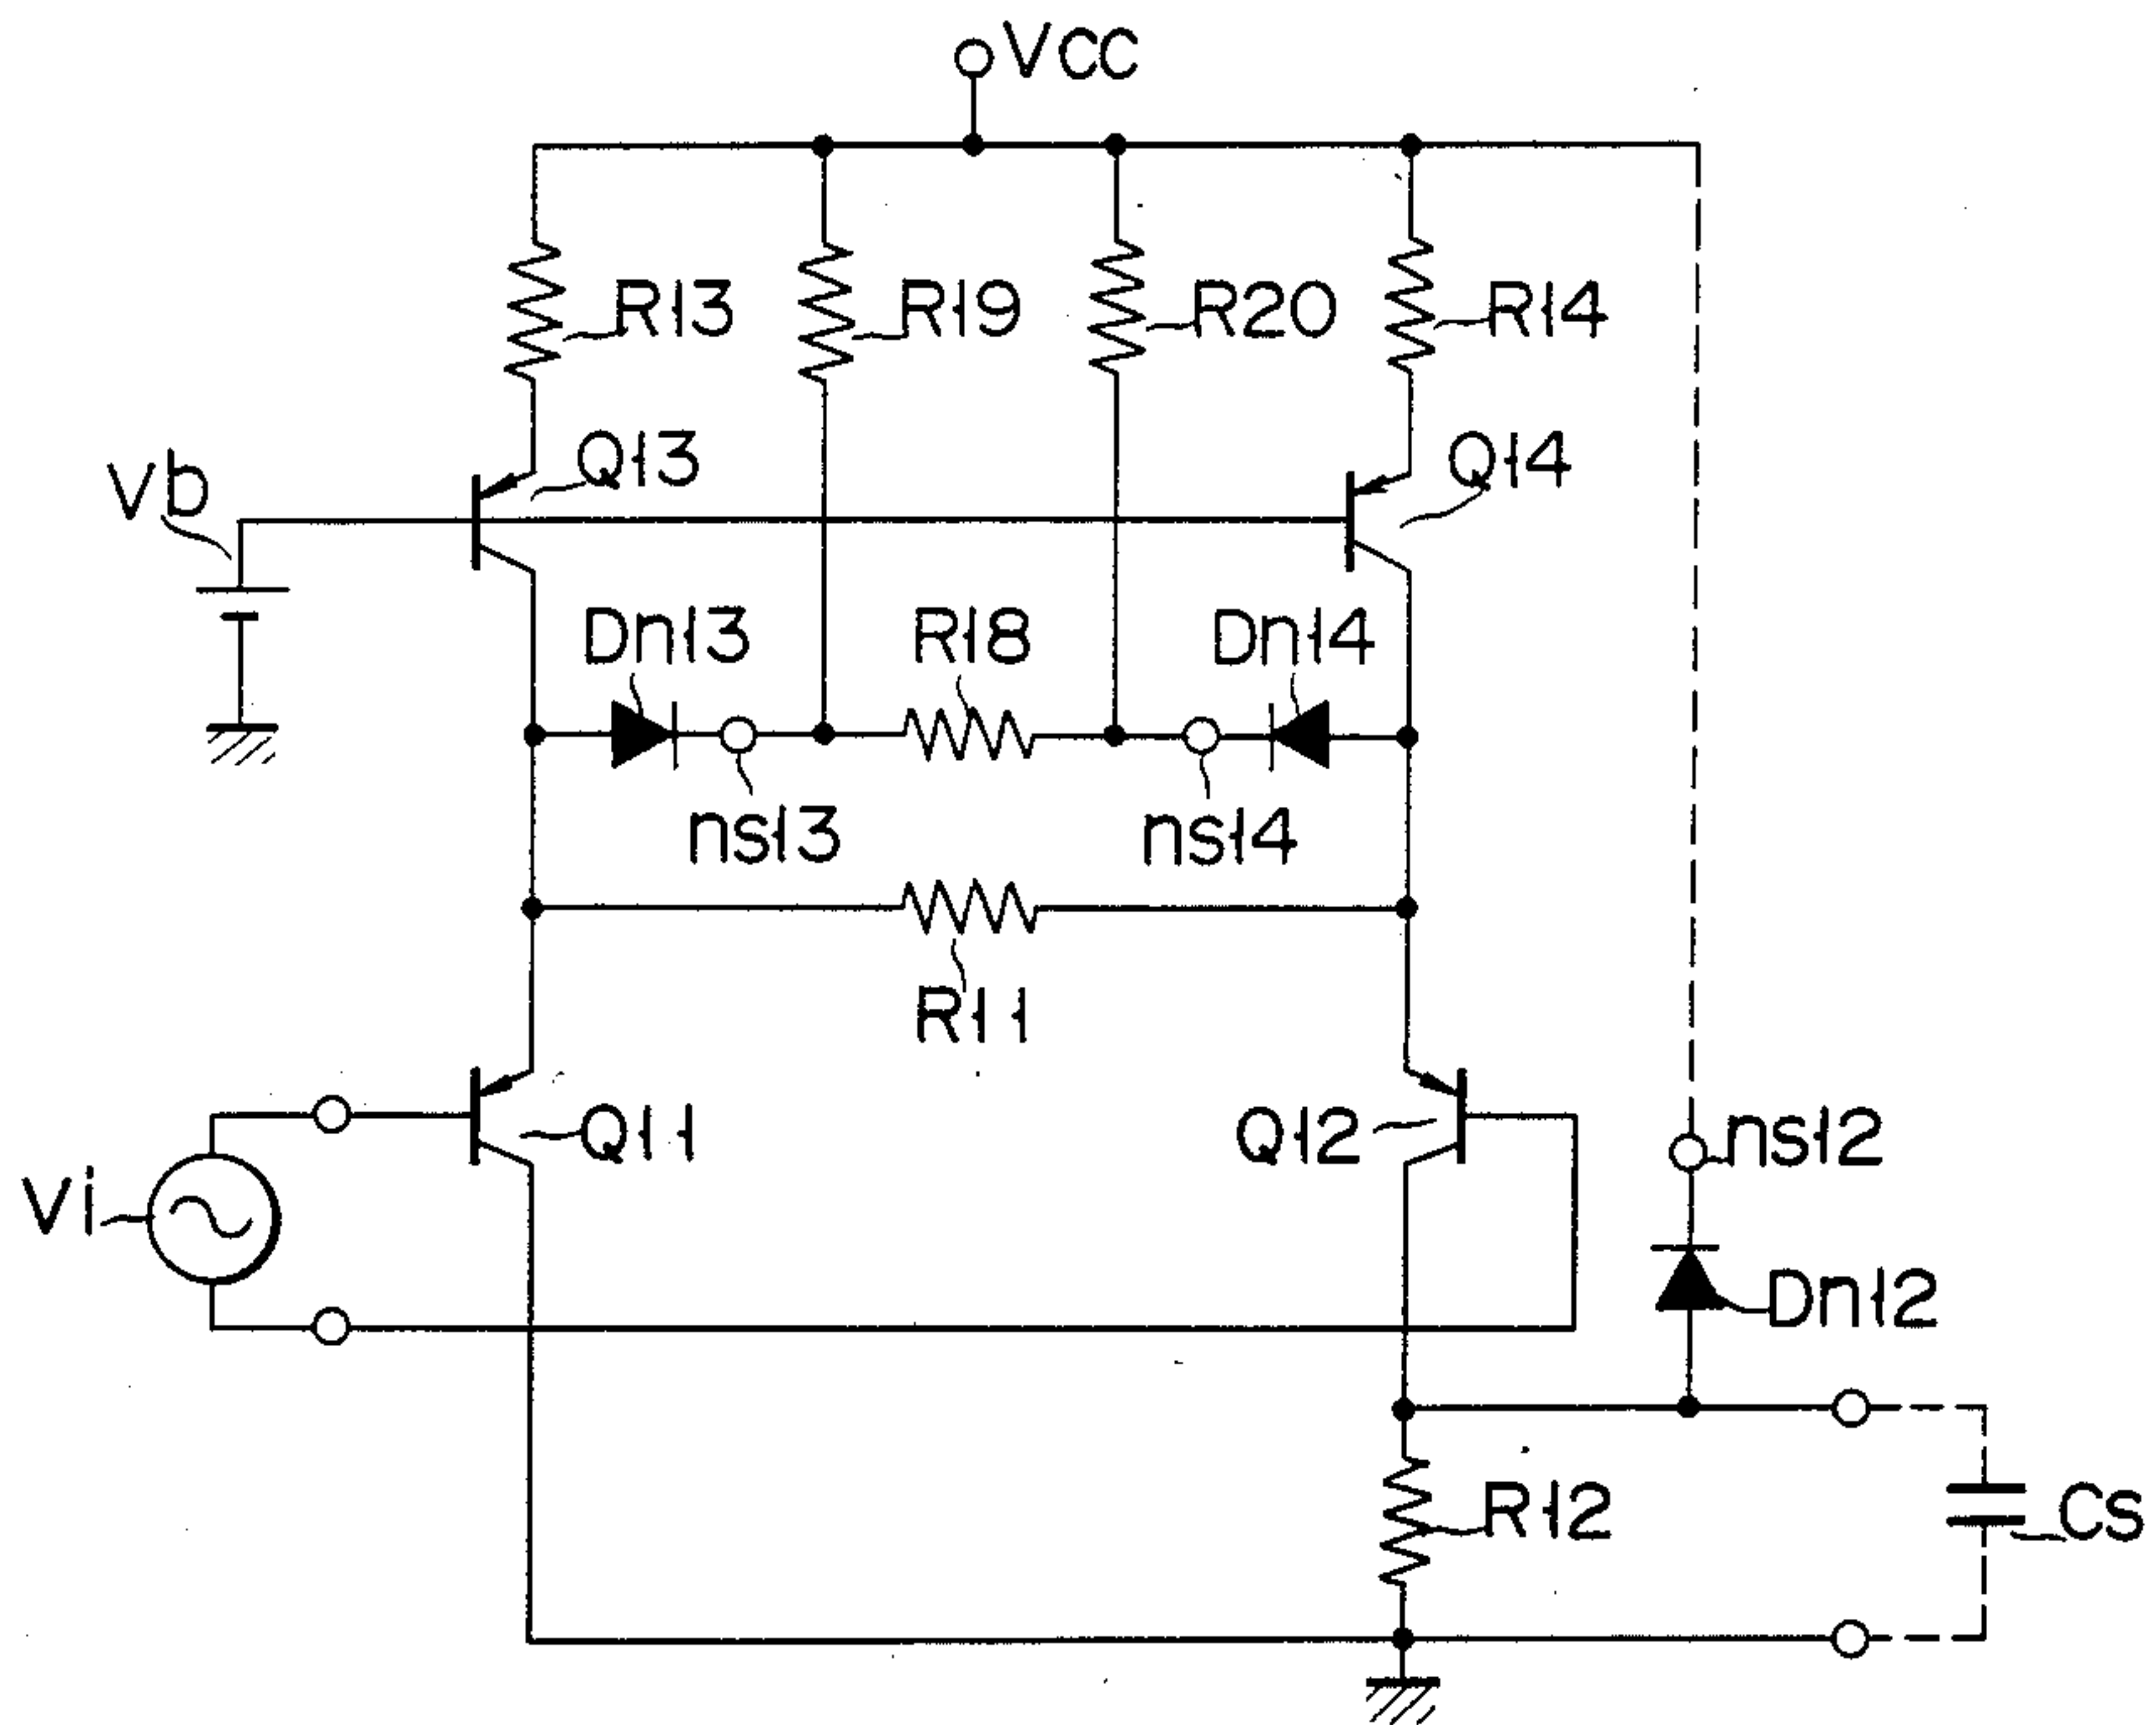 VCC
R13
R19
R20
R14
Vb
Q13
Q14
Dn13
R18
Dn14
ns13
ns14
R11
Q11
Q12
ns12
Vi
Dn12
R12
Cs